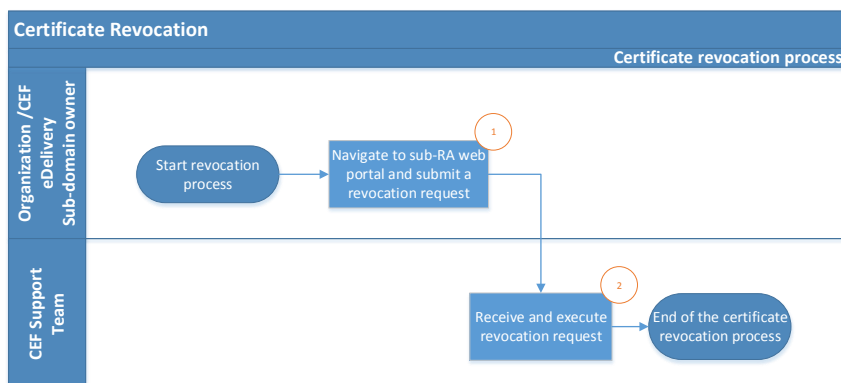 Certificate Revocation
Certificate revocation process
Organization /CEF
eDelivery
Sub-domain owner
Start revocation
process
1
Navigate to sub-RA web
portal and submit a
revocation request
CEF Support
Team
2
Receive and execute
revocation request
End of the certificate
revocation process